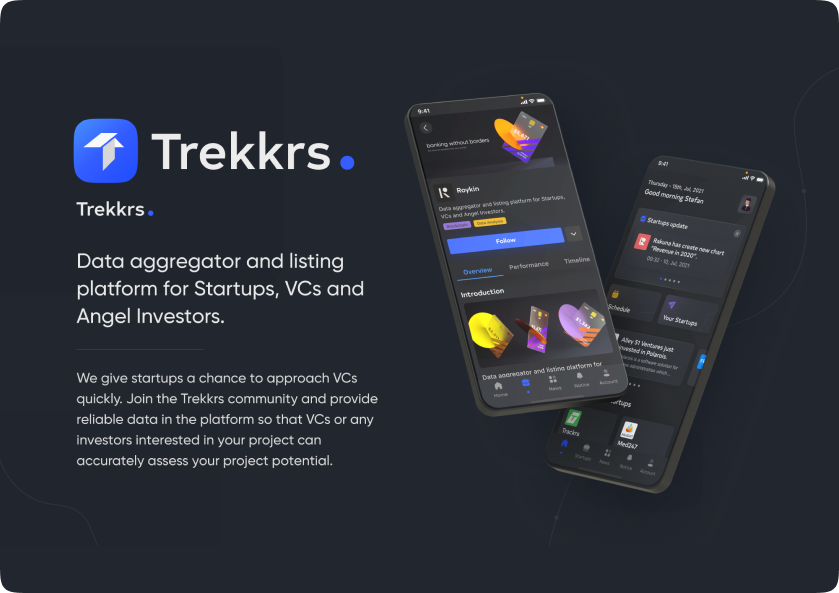 Trekkrs.
Trekkrs.
Data aggregator and listing
platform for Startups, VCs and
Angel Investors.
We give startups a chance to approach VCs
quickly. Join the Trekkrs community and provide
reliable data in the platform so that VCs or any
investors interested in your project can
accurately assess your project potential.
9:41
banking without borders
Roykin
Data aggregator and listing platform for Startups,
VCs and Angel Investors.
Blockchain
Data Analysis
Follow
Overview
Performance
Timeline
Introduction
Data aggregator and listing platform for
Home
News
Notice
Account
9:41
Thursday - 18th, Jul, 2021
Good morning Stefan
Startups update
Rakuna has create new chart
"Revenue in 2020".
09:32 - 10, Jul, 2021
Schedule
Your Startups
Alley 51 Ventures just
invested in Polaris.
Trackrs
Med247
Startups
News
Notice
Account